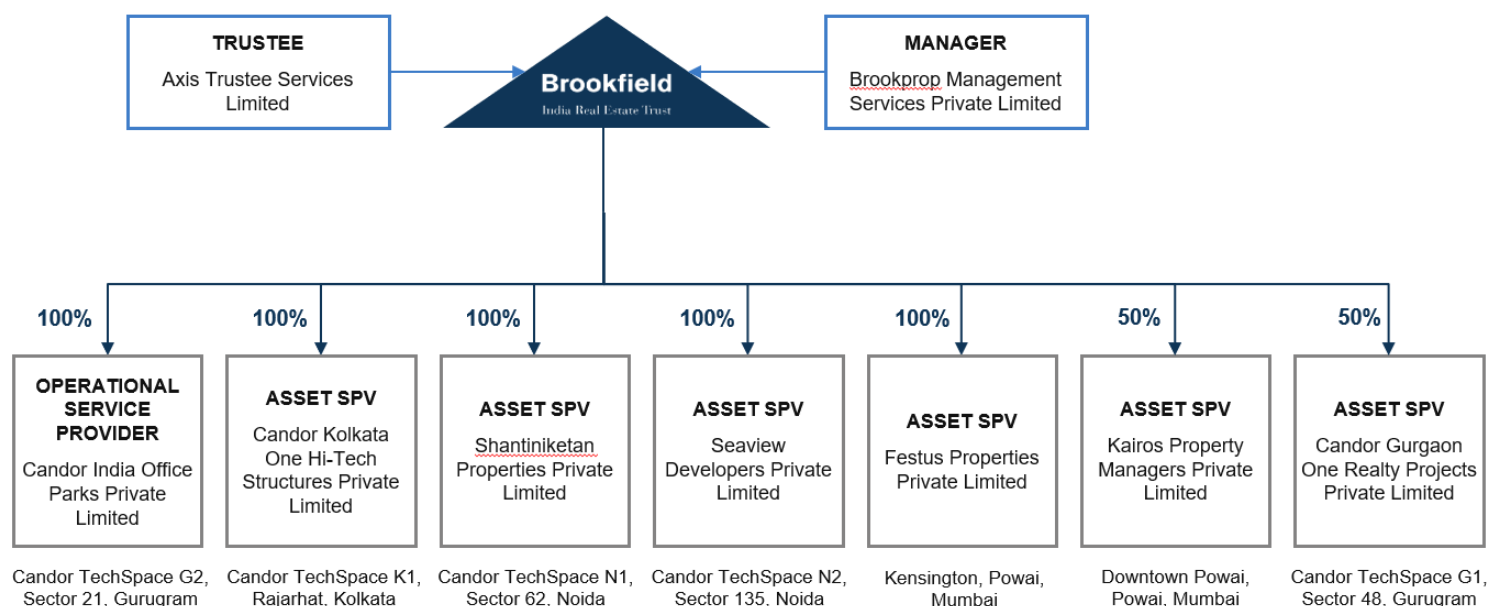 TRUSTEE
Axis Trustee Services
Limited
Brookfield
India Real Estate Trust
MANAGER
Brookprop Management
Services Private Limited
100%
100%
100%
100%
100%
50%
50%
OPERATIONAL
SERVICE
PROVIDER
Candor India Office
Parks Private
Limited
ASSET SPV
Candor Kolkata
One Hi-Tech
Structures Private
Limited
ASSET SPV
Shantiniketan
Properties Private
Limited
ASSET SPV
Seaview
Developers Private
Limited
ASSET SPV
Festus Properties
Private Limited
ASSET SPV
Kairos Property
Managers Private
Limited
ASSET SPV
Candor Gurgaon
One Realty Projects
Private Limited
Candor TechSpace G2,
Sector 21, Gurugram
Candor TechSpace K1,
Rajarhat, Kolkata
Candor TechSpace N1,
Sector 62, Noida
Candor TechSpace N2,
Sector 135, Noida
Kensington, Powai,
Mumbai
Downtown Powai,
Powai, Mumbai
Candor TechSpace G1,
Sector 48, Gurugram